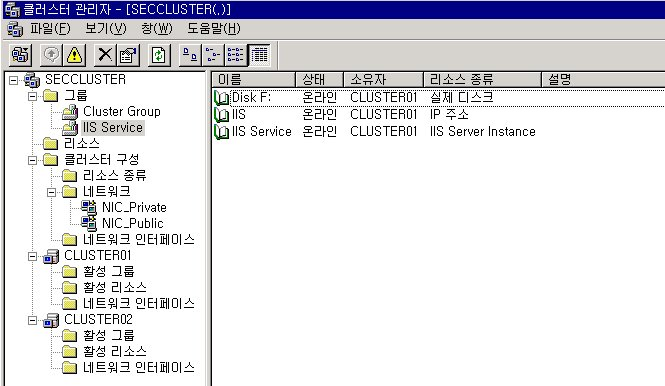 클러스터 관리자 - [SECCLUSTER(.)]
파일(F) 보기(V) 창(W) 도움말(H)
SECCLUSTER
그룹
Cluster Group
IIS Service
리소스
클러스터 구성
리소스 종류
네트워크
NIC_Private
NIC_Public
네트워크 인터페이스
CLUSTER01
활성 그룹
활성 리소스
네트워크 인터페이스
CLUSTER02
활성 그룹
활성 리소스
네트워크 인터페이스
이름 상태 소유자 리소스 종류 설명
Disk F: 온라인 CLUSTER01 실제 디스크
IIS 온라인 CLUSTER01 IP 주소
IIS Service 온라인 CLUSTER01 IIS Server Instance